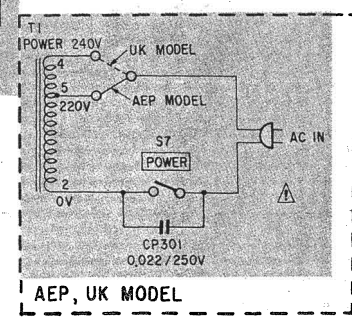 T1
POWER 240V
UK MODEL
4
5
220V
AEP MODEL
AC IN
S7
POWER
2
0V
CP301
0.022/250V
AEP, UK MODEL